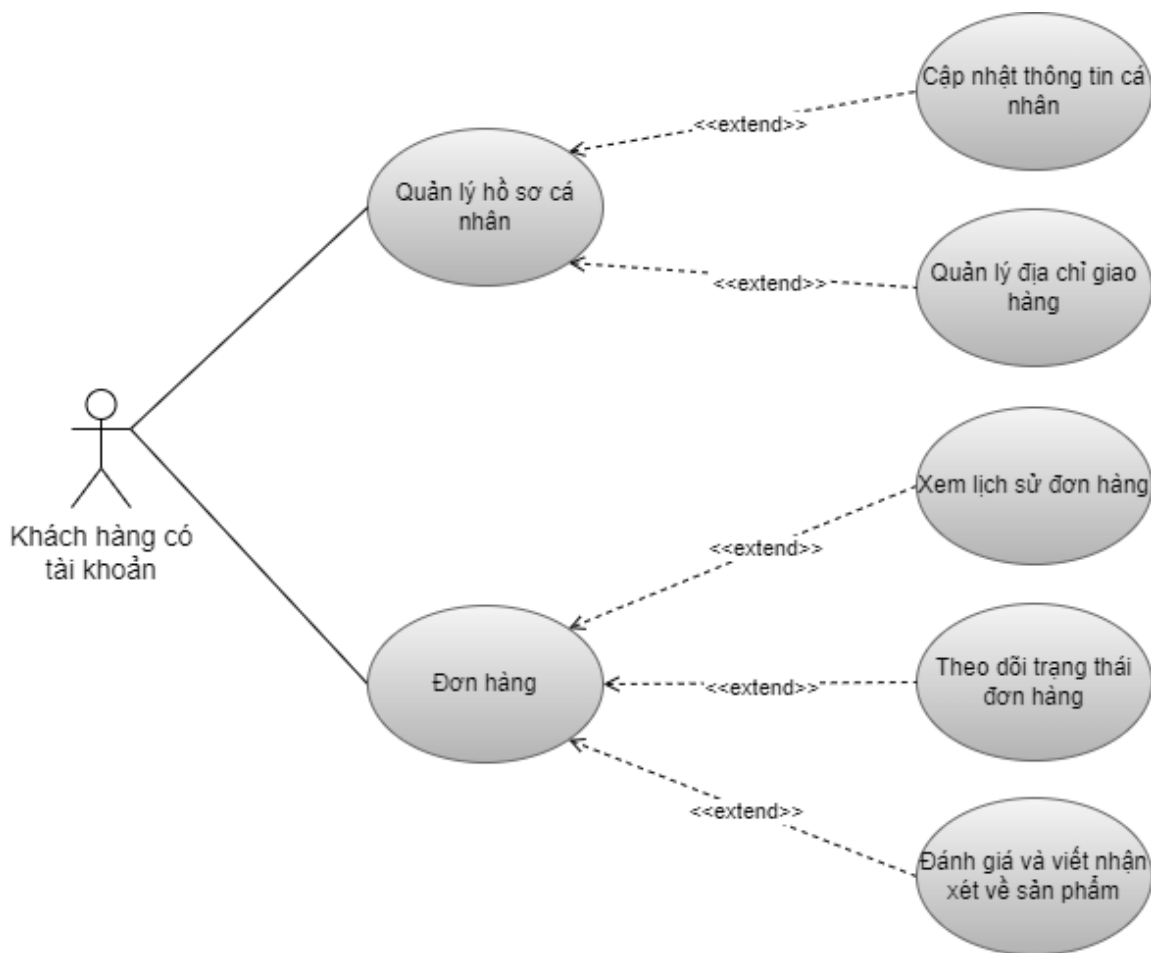 Cập nhật thông tin cá
nhân
<<extend>>
Quản lý hồ sơ cá
nhân
Quản lý địa chỉ giao
hàng
<<extend>>
Khách hàng có
tài khoản
Xem lịch sử đơn hàng
<<extend>>
Đơn hàng
Theo dõi trạng thái
đơn hàng
<<extend>>
<<extend>>
Đánh giá và viết nhận
xét về sản phẩm